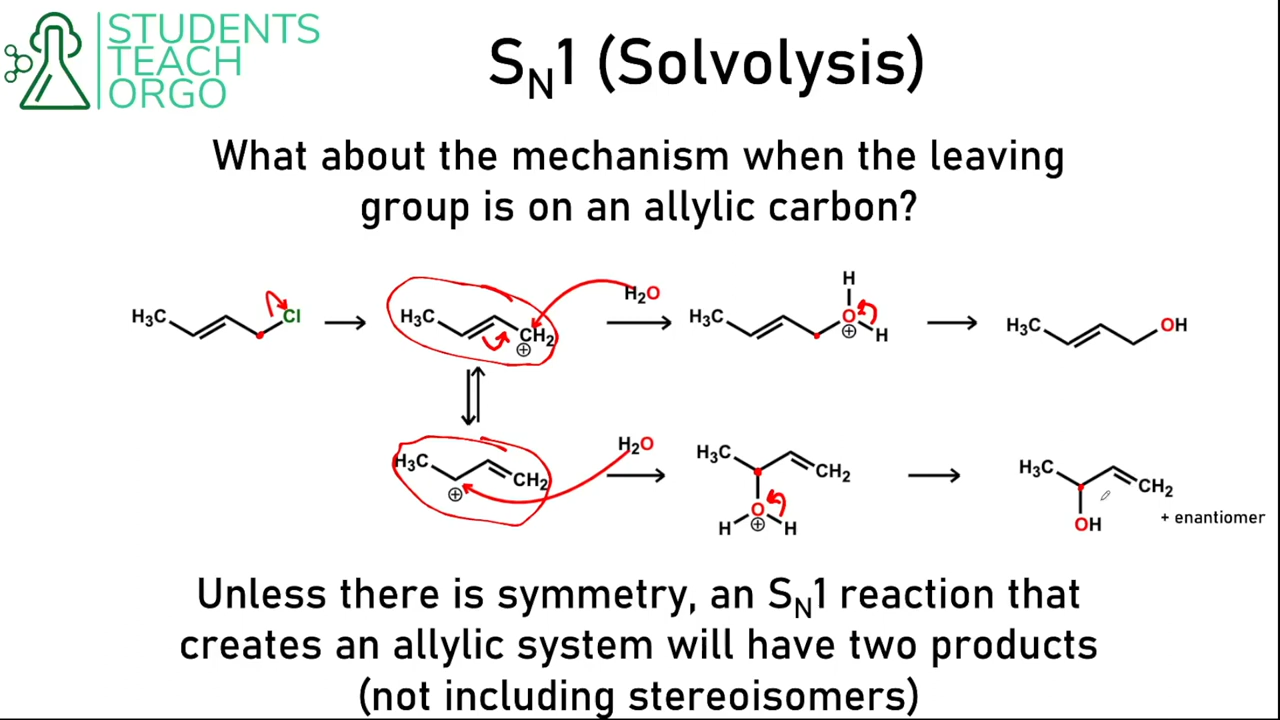 STUDENTS
TEACH
ORGO
S_N1 (Solvolysis)
What about the mechanism when the leaving
group is on an allylic carbon?
H₃C Cl
H₃C CH₂ ⊕
H₂O
H₃C H O ⊕ H
H₃C OH
H₃C ⊕ CH₂
H₂O
H₃C CH₂ O H ⊕ H
H₃C CH₂ OH
+ enantiomer
Unless there is symmetry, an S_N1 reaction that
creates an allylic system will have two products
(not including stereoisomers)